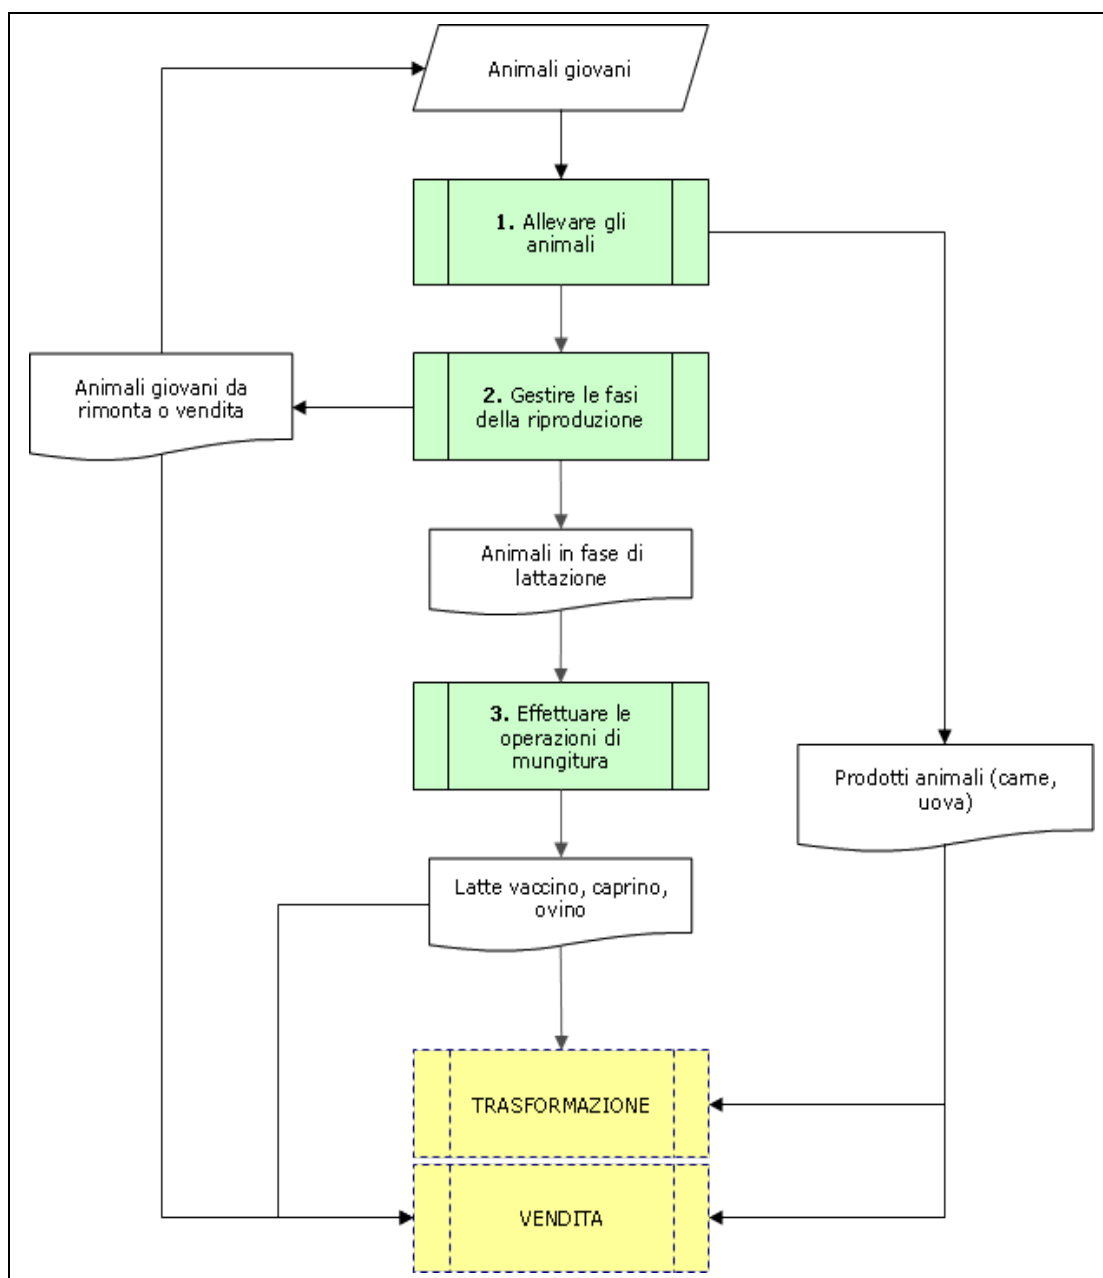 Animali giovani
1. Allevare gli
animali
Animali giovani da
rimonta o vendita
2. Gestire le fasi
della riproduzione
Animali in fase di
lattazione
3. Effettuare le
operazioni di
mungitura
Prodotti animali (carne,
uova)
Latte vaccino, caprino,
ovino
TRASFORMAZIONE
VENDITA